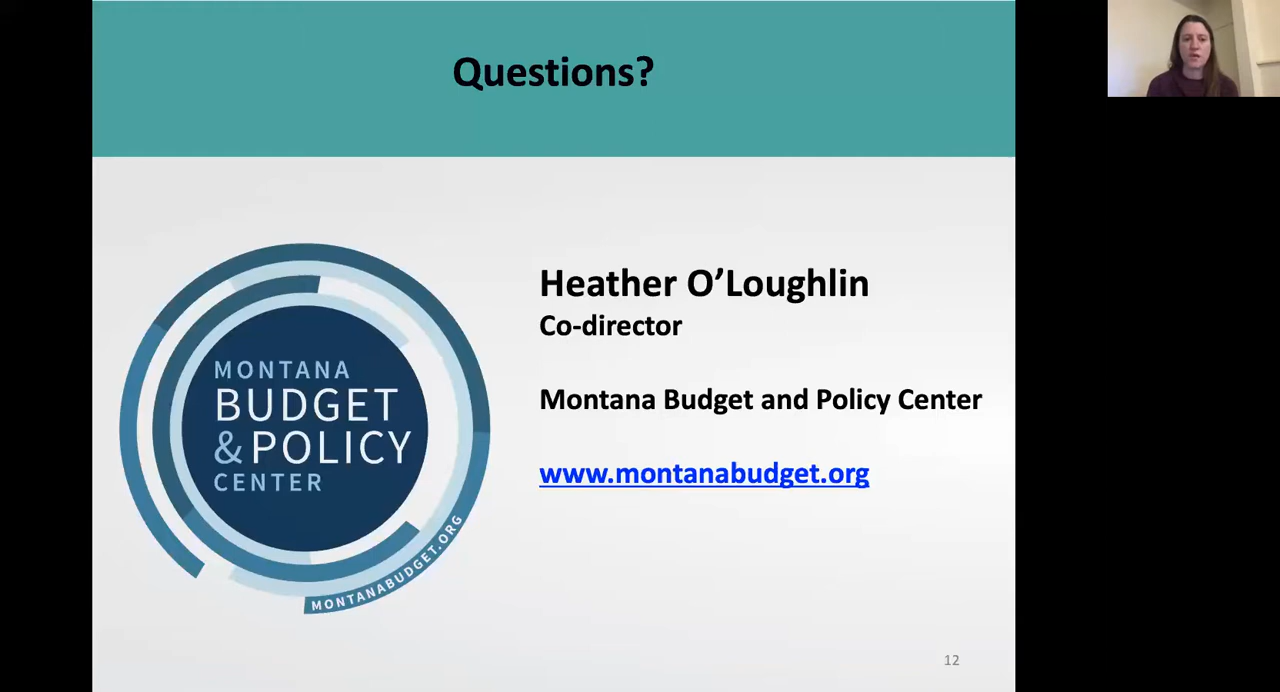 Questions?
MONTANA
BUDGET
&POLICY
CENTER
MONTANABUDGET.ORG
Heather O’Loughlin
Co-director
Montana Budget and Policy Center
www.montanabudget.org
12